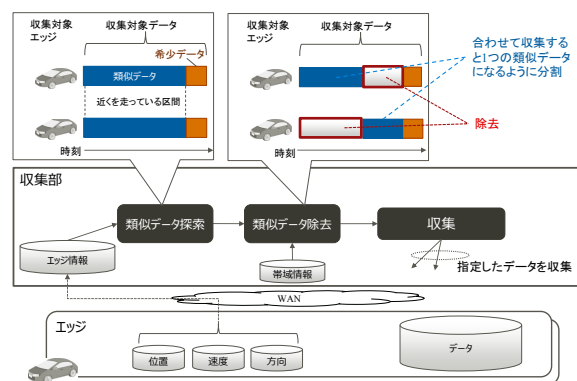 収集対象
エッジ
収集対象データ
希少データ
類似データ
近くを走っている区間
時刻
収集対象
エッジ
収集対象データ
時刻
合わせて収集する
と1つの類似データ
になるように分割
除去
収集部
類似データ探索
類似データ除去
収集
エッジ情報
帯域情報
指定したデータを収集
WAN
エッジ
位置
速度
方向
データ